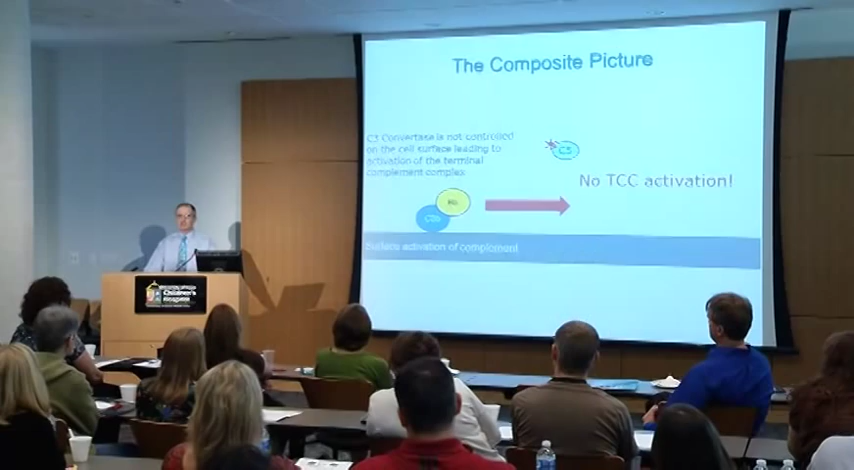 The Composite Picture
C3 Convertase is not controlled
on the cell surface leading to
activation of the terminal
complement complex
C5
No TCC activation!
Bb
C3b
Surface activation of complement
Children's
Hospital